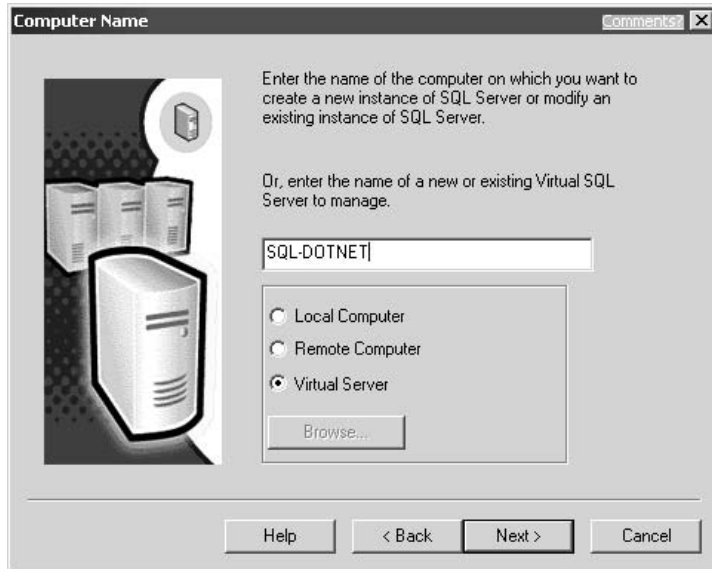 Computer Name
Comments?
Enter the name of the computer on which you want to
create a new instance of SQL Server or modify an
existing instance of SQL Server.
Or, enter the name of a new or existing Virtual SQL
Server to manage.
SQL-DOTNET
Local Computer
Remote Computer
Virtual Server
Browse...
Help
< Back
Next >
Cancel